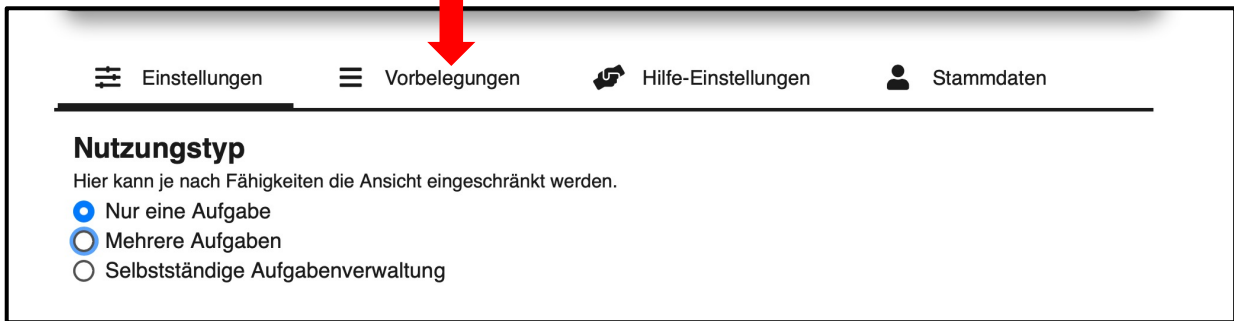 Einstellungen Vorbelegungen Hilfe-Einstellungen Stammdaten
Nutzungstyp
Hier kann je nach Fähigkeiten die Ansicht eingeschränkt werden.
Nur eine Aufgabe
Mehrere Aufgaben
Selbstständige Aufgabenverwaltung